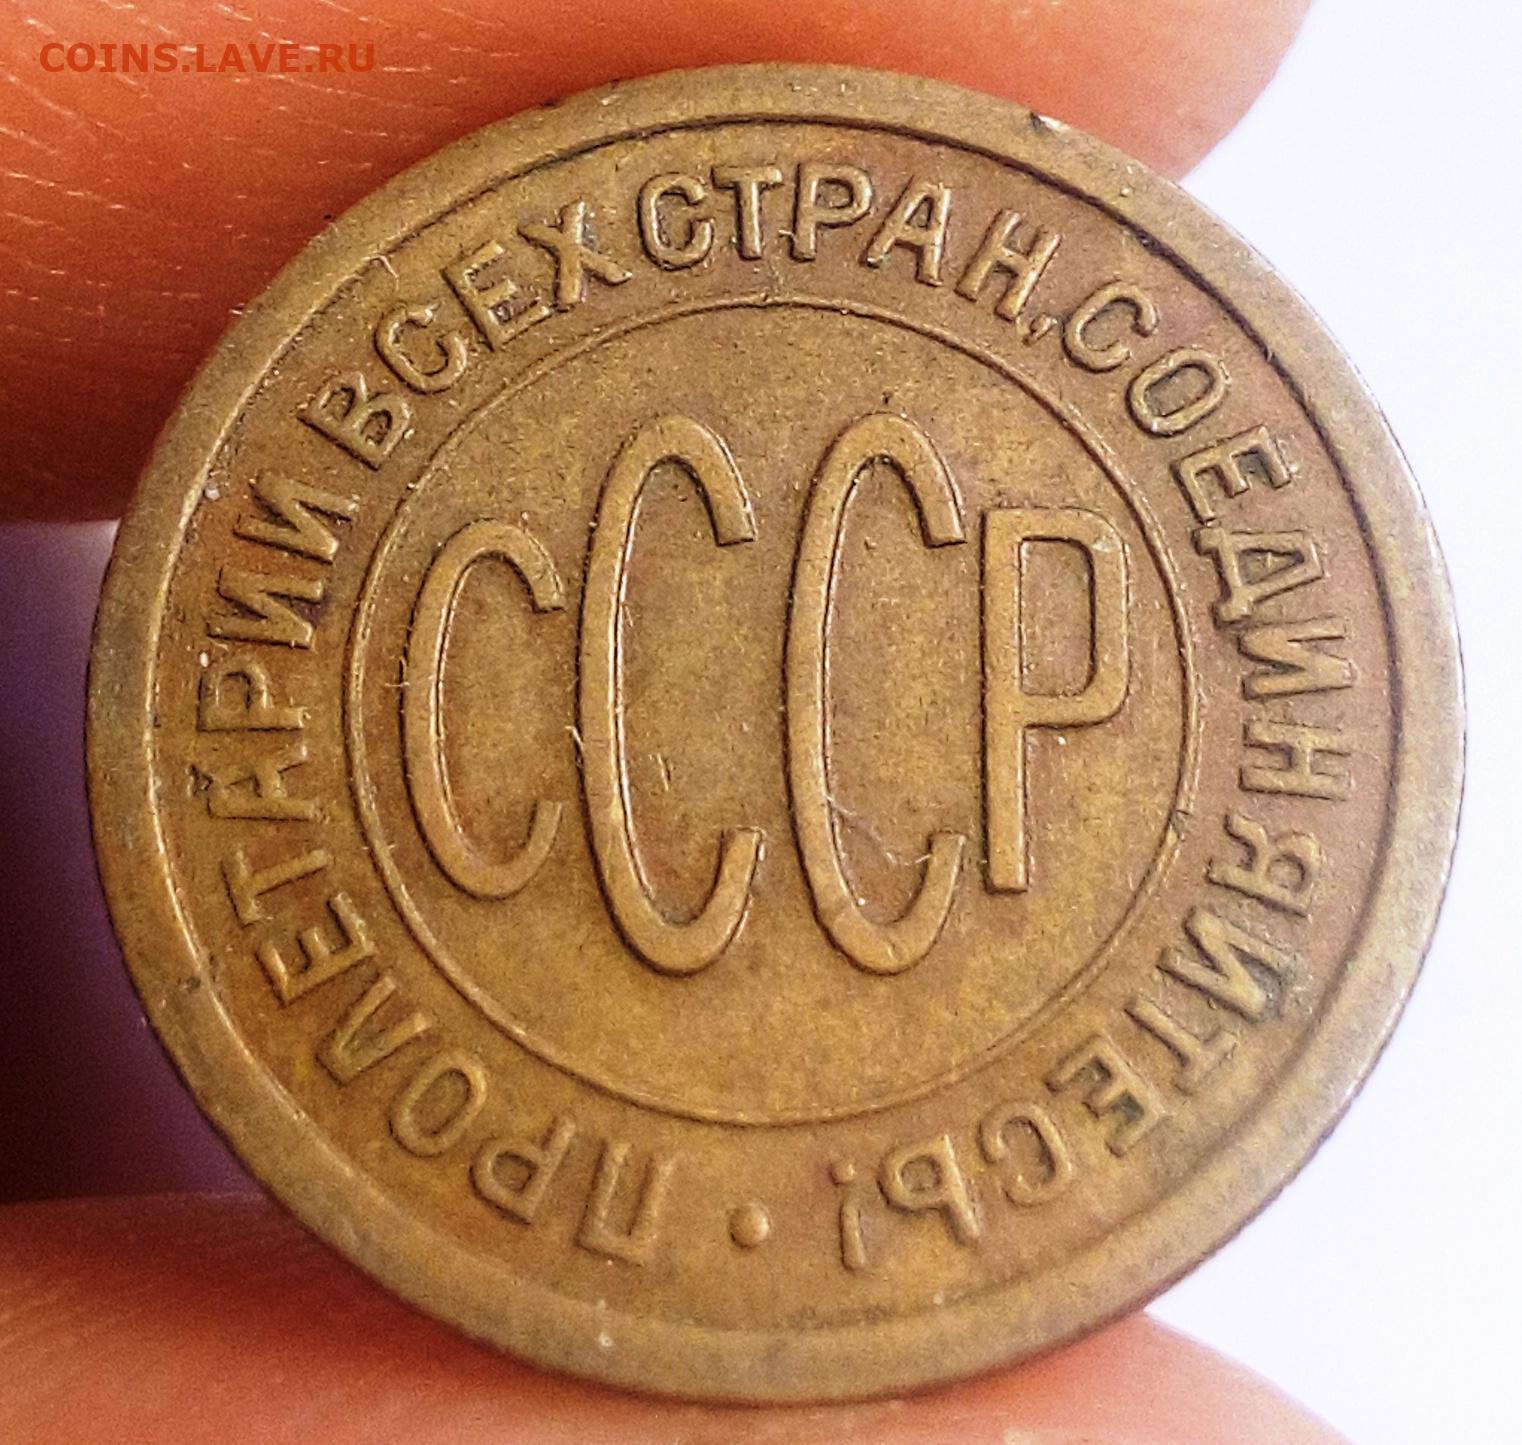 COINS.LAVE.RU
ПРОЛЕТАРИИ ВСЕХ СТРАН, СОЕДИНЯЙТЕСЬ! •
СССР